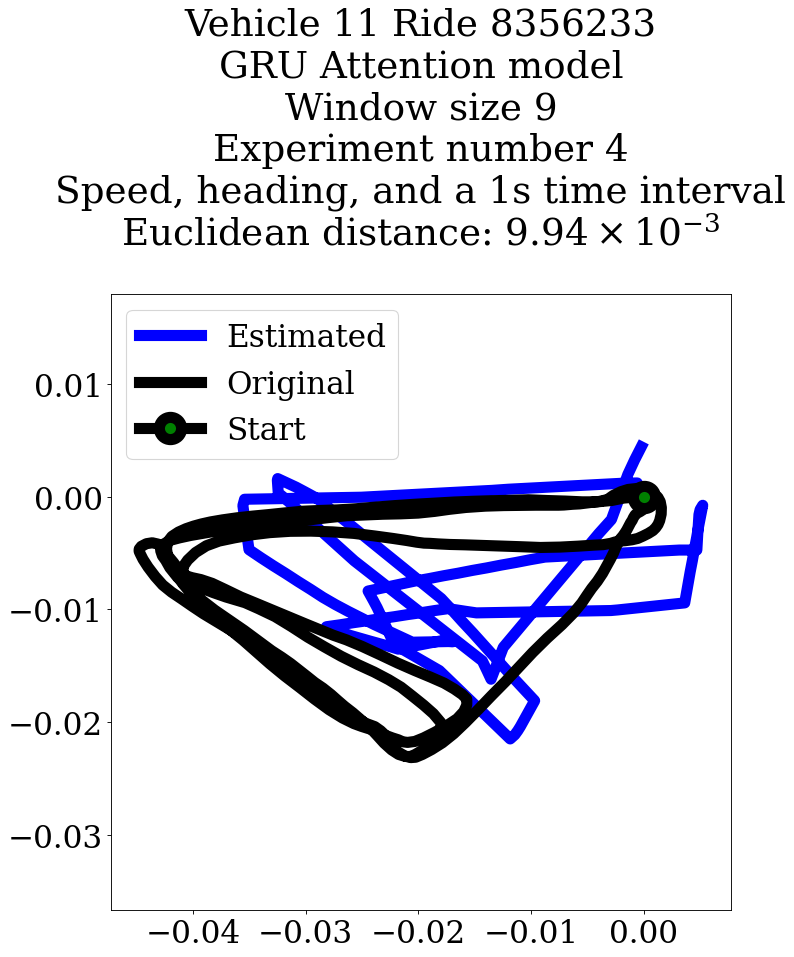 Vehicle 11 Ride 8356233
GRU Attention model
Window size 9
Experiment number 4
Speed, heading, and a 1s time interval
Euclidean distance: 9.94 × 10⁻³
Estimated
Original
Start
0.01
0.00
−0.01
−0.02
−0.03
−0.04 −0.03 −0.02 −0.01 0.00